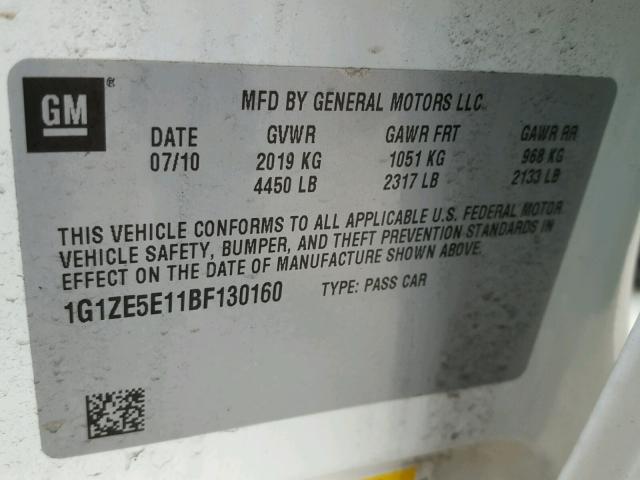 GM®
MFD BY GENERAL MOTORS LLC
DATE GVWR GAWR FRT GAWR RR
07/10 2019 KG 1051 KG 968 KG
4450 LB 2317 LB 2133 LB
THIS VEHICLE CONFORMS TO ALL APPLICABLE U.S. FEDERAL MOTOR
VEHICLE SAFETY, BUMPER, AND THEFT PREVENTION STANDARDS IN
EFFECT ON THE DATE OF MANUFACTURE SHOWN ABOVE.
1G1ZE5E11BF130160 TYPE: PASS CAR